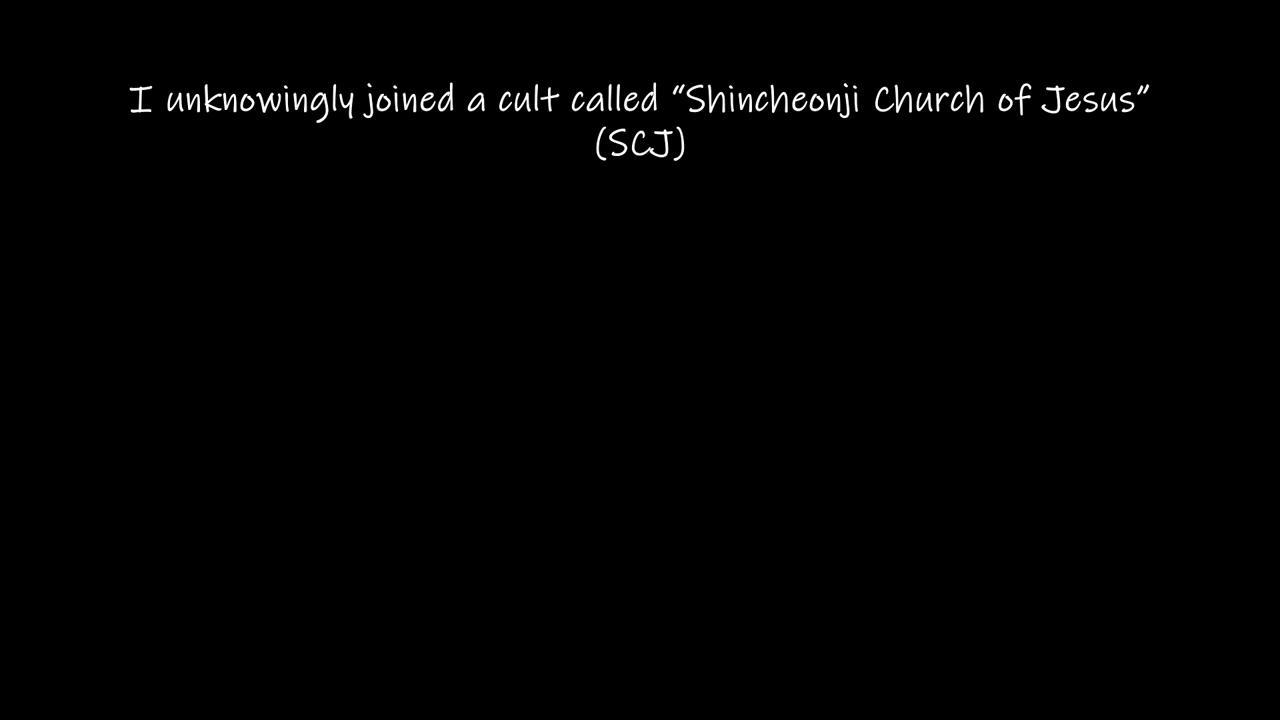 I unknowingly joined a cult called “Shincheonji Church of Jesus”
(SCJ)